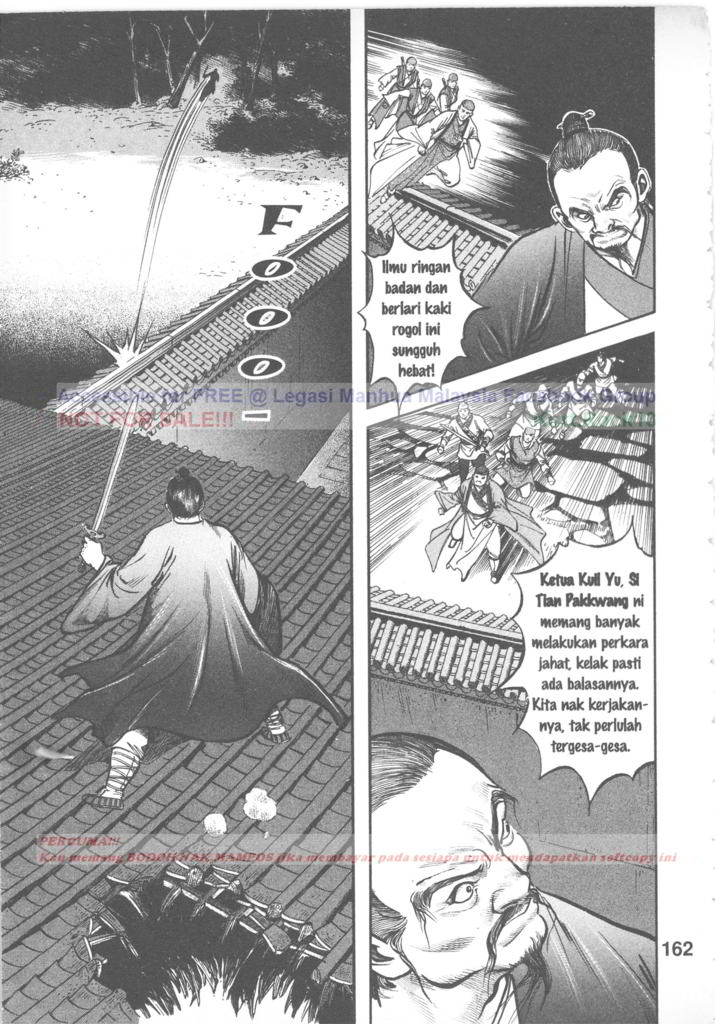 F
O
O
O
!
Ilmu ringan
badan dan
berlari kaki
rogol ini
sungguh
hebat!
Accessible for FREE @ Legasi Manhua Malaysia Facebook Group
NOT FOR SALE!!!
Ketua Kuil Yu, Si
Tian Pakkwang ni
memang banyak
melakukan perkara
jahat, kelak pasti
ada balasannya.
Kita nak kerjakan-
nya, tak perlulah
tergesa-gesa.
PERCUMA!!!
Kau memang BODOH NAK MAMPOS jika membayar pada sesiapa untuk mendapatkan softcopy ini
162